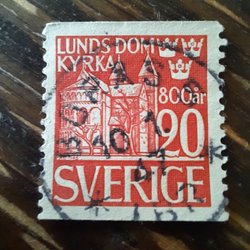 LUNDS DOM-
KYRKA
800 år
20
SVERIGE